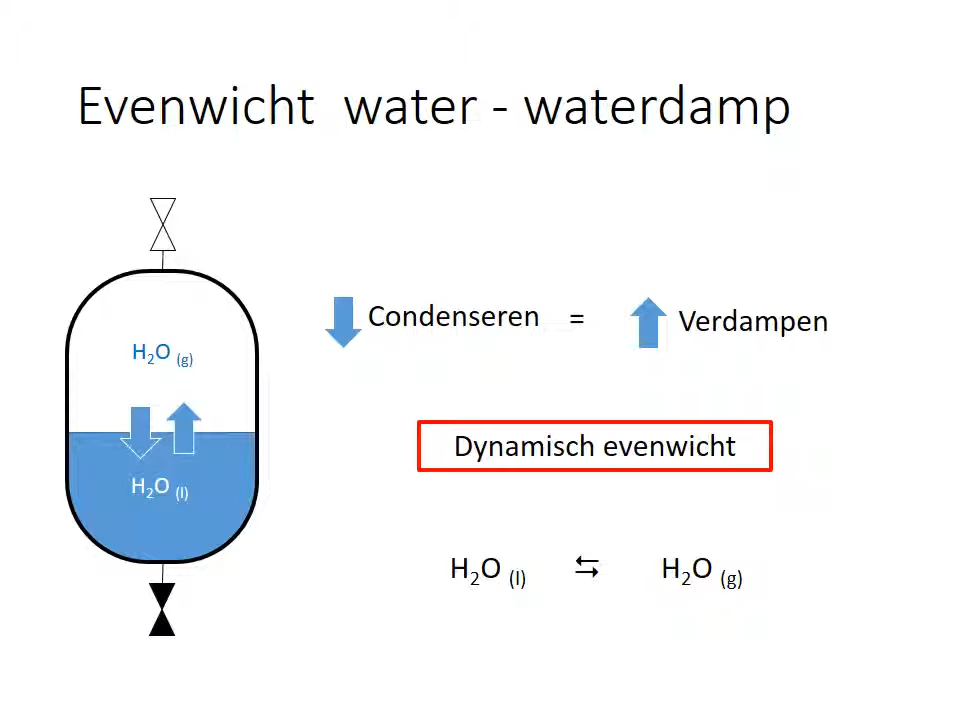 Evenwicht water - waterdamp
H₂O (g)
H₂O (l)
Condenseren = Verdampen
Dynamisch evenwicht
H₂O (l) ⇆ H₂O (g)